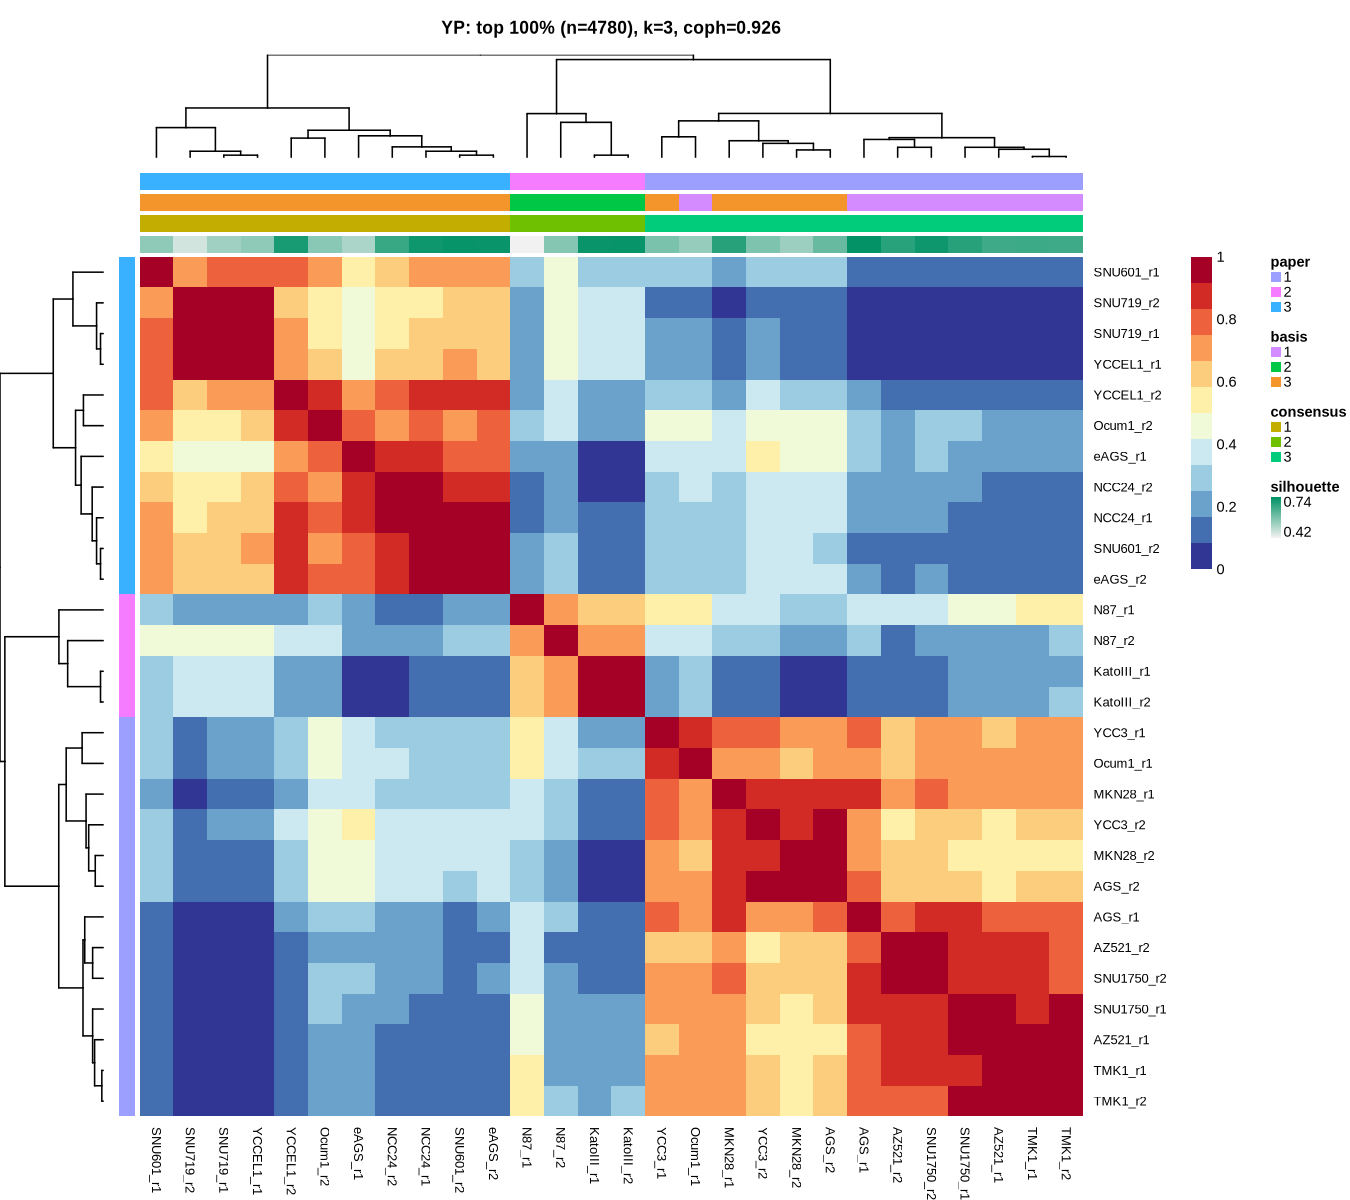 YP: top 100% (n=4780), k=3, coph=0.926
SNU601_r1
SNU719_r2
SNU719_r1
YCCEL1_r1
YCCEL1_r2
Ocum1_r2
eAGS_r1
NCC24_r2
NCC24_r1
SNU601_r2
eAGS_r2
N87_r1
N87_r2
KatoIII_r1
KatoIII_r2
YCC3_r1
Ocum1_r1
MKN28_r1
YCC3_r2
MKN28_r2
AGS_r2
AGS_r1
AZ521_r2
SNU1750_r2
SNU1750_r1
AZ521_r1
TMK1_r1
TMK1_r2
1
0.8
0.6
0.4
0.2
0
paper
1
2
3
basis
1
2
3
consensus
1
2
3
silhouette
0.74
0.42
SNU601_r1
SNU719_r2
SNU719_r1
YCCEL1_r1
YCCEL1_r2
Ocum1_r2
eAGS_r1
NCC24_r2
NCC24_r1
SNU601_r2
eAGS_r2
N87_r1
N87_r2
KatoIII_r1
KatoIII_r2
YCC3_r1
Ocum1_r1
MKN28_r1
YCC3_r2
MKN28_r2
AGS_r2
AGS_r1
AZ521_r2
SNU1750_r2
SNU1750_r1
AZ521_r1
TMK1_r1
TMK1_r2